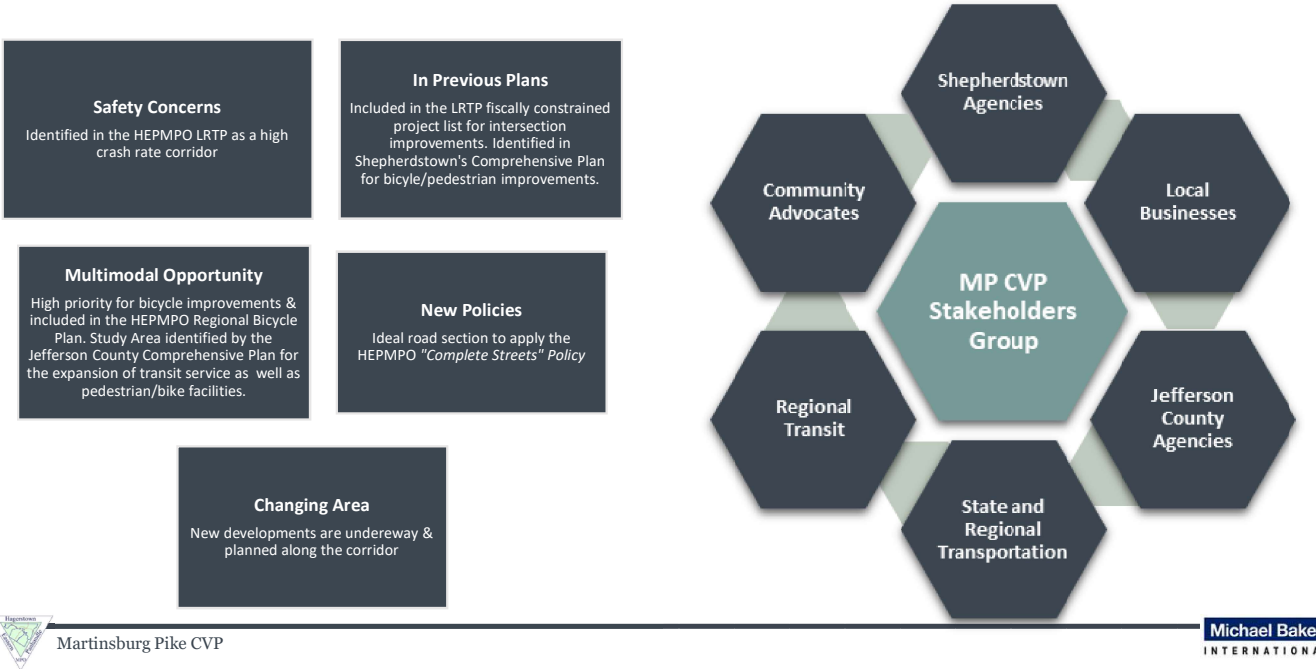 Safety Concerns
Identified in the HEPMPO LRTP as a high
crash rate corridor
In Previous Plans
Included in the LRTP fiscally constrained
project list for intersection
improvements. Identified in
Shepherdstown's Comprehensive Plan
for bicyle/pedestrian improvements.
Multimodal Opportunity
High priority for bicycle improvements &
included in the HEPMPO Regional Bicycle
Plan. Study Area identified by the
Jefferson County Comprehensive Plan for
the expansion of transit service as well as
pedestrian/bike facilities.
New Policies
Ideal road section to apply the
HEPMPO "Complete Streets" Policy
Changing Area
New developments are undereway &
planned along the corridor
Shepherdstown
Agencies
Community
Advocates
Local
Businesses
MP CVP
Stakeholders
Group
Regional
Transit
Jefferson
County
Agencies
State and
Regional
Transportation
Hagerstown
Martinsburg Pike CVP
Michael Bake
INTERNATIONA